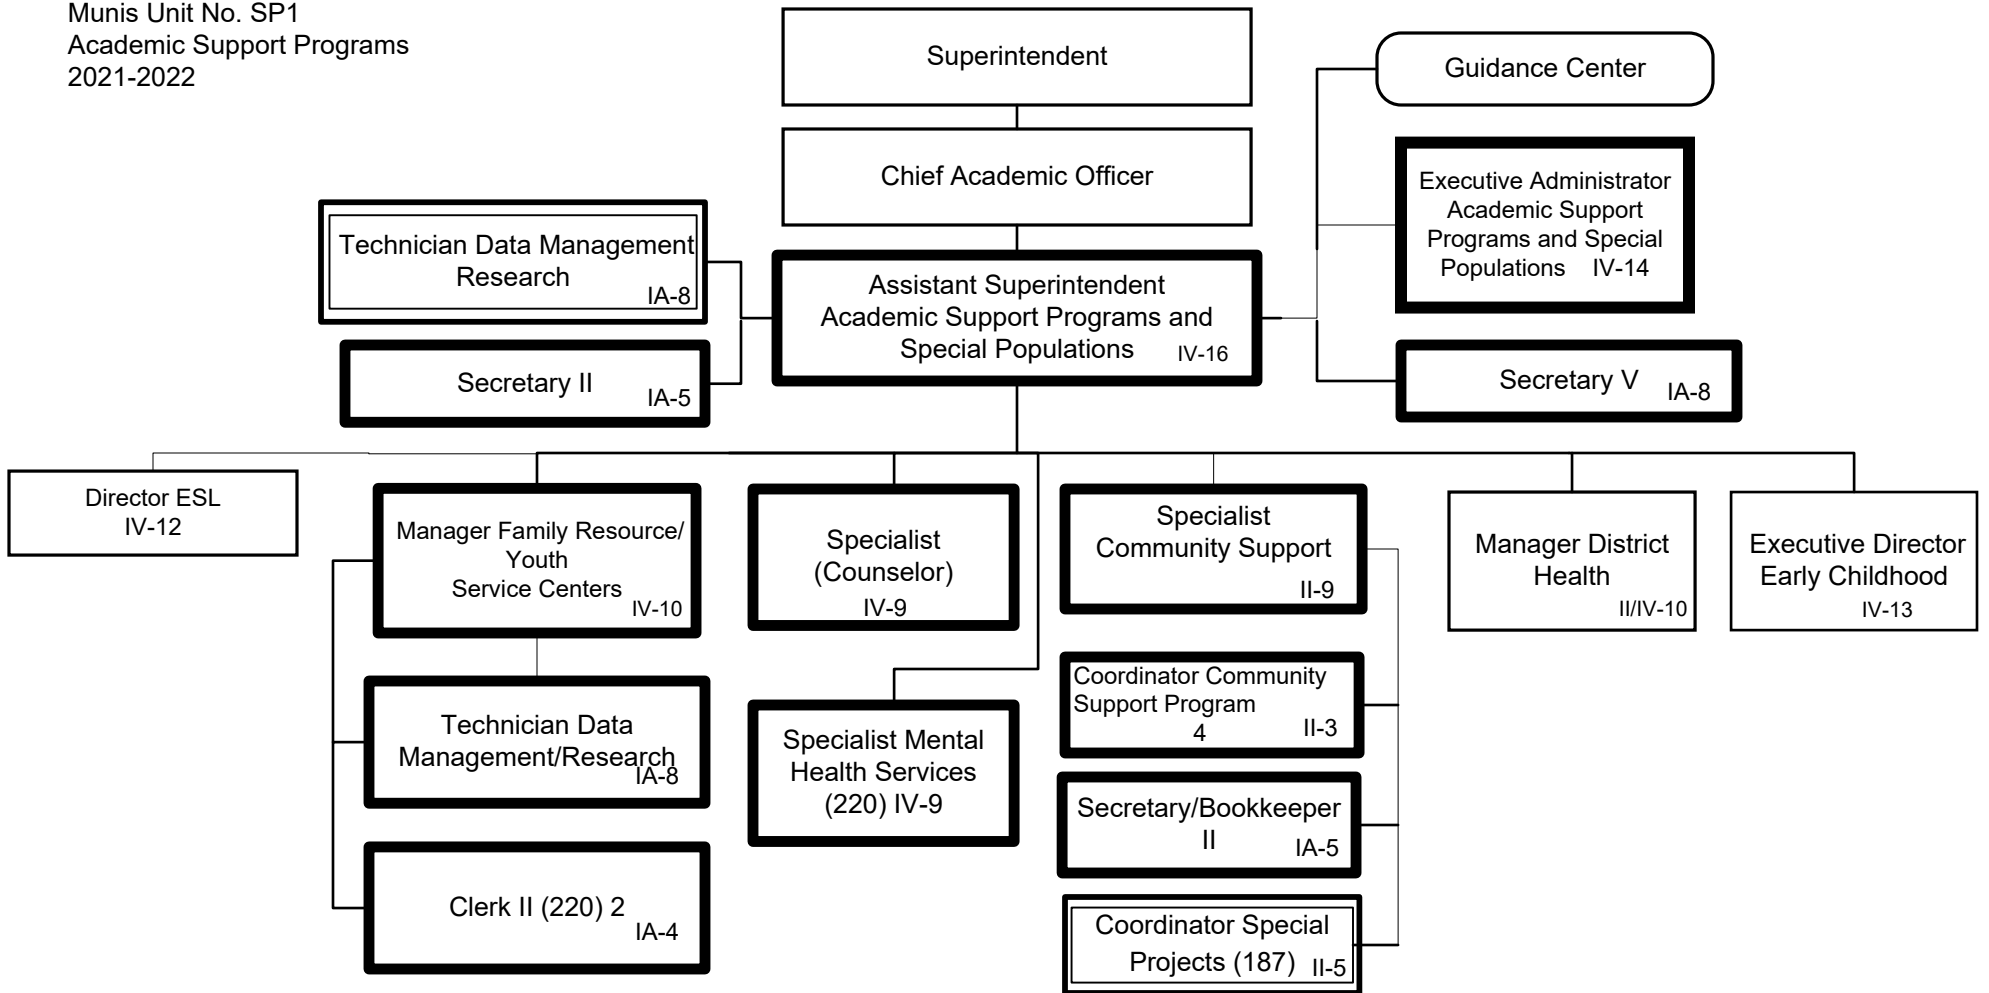 Munis Unit No. SP1
Academic Support Programs
2021-2022
Superintendent
Guidance Center
Chief Academic Officer
Executive Administrator
Academic Support
Programs and Special
Populations IV-14
Technician Data Management
Research
IA-8
Assistant Superintendent
Academic Support Programs and
Special Populations IV-16
Secretary II
IA-5
Secretary V IA-8
Director ESL
IV-12
Manager Family Resource/
Youth
Service Centers
IV-10
Specialist
(Counselor)
IV-9
Specialist
Community Support
II-9
Manager District
Health
II/IV-10
Executive Director
Early Childhood
IV-13
Technician Data
Management/Research
IA-8
Specialist Mental
Health Services
(220) IV-9
Coordinator Community
Support Program
4 II-3
Secretary/Bookkeeper
II IA-5
Clerk II (220) 2
IA-4
Coordinator Special
Projects (187) II-5